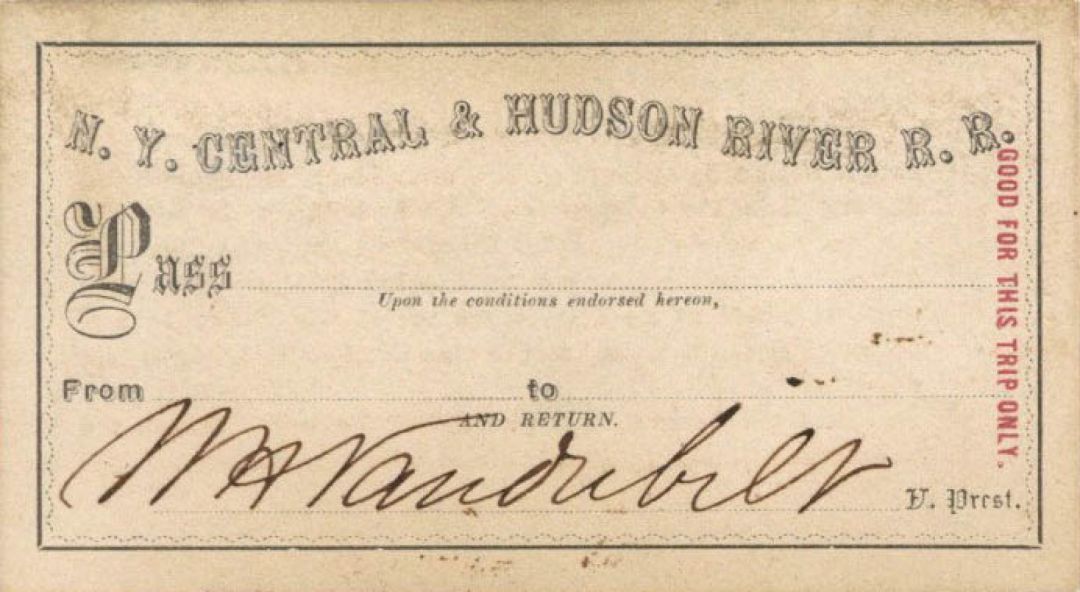 N. Y. CENTRAL & HUDSON RIVER R. R.
Pass
Upon the conditions endorsed hereon,
From to
AND RETURN.
W H Vanderbilt V. Prest.
GOOD FOR THIS TRIP ONLY.